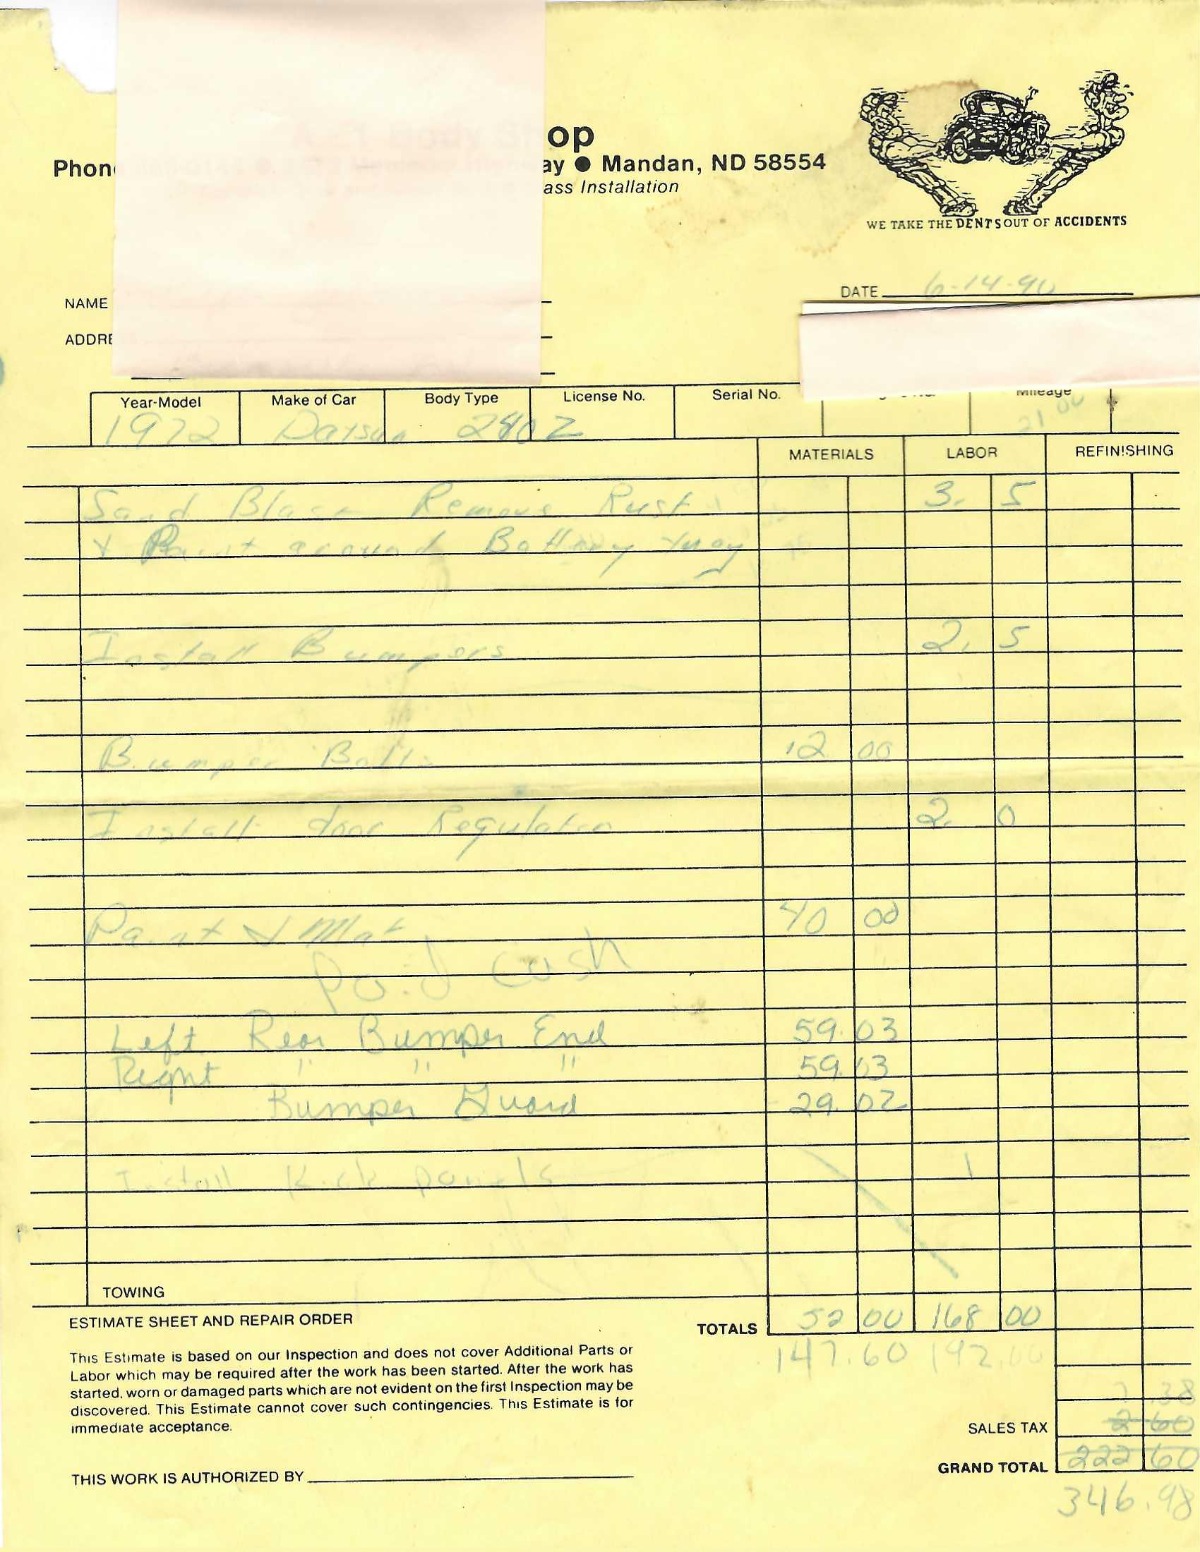 op
Phon ay ● Mandan, ND 58554
ass Installation
WE TAKE THE DENTS OUT OF ACCIDENTS
DATE 6-14-90
NAME
ADDRE
Year-Model Make of Car Body Type License No. Serial No. Mileage
1972 Datsun 240Z 21.00
MATERIALS LABOR REFINISHING
Sand Blast Remove Rust 3. 5
+ Paint around Battery tray
Install Bumpers 2. 5
Bumper Bolts 12 00
Install door Regulator 2. 0
Paint & Mat 40 00
Paid cash
Left Rear Bumper End 59.03
Right " " " 59.03
Bumper Guard 29.02
Install Kick panels 1
TOWING
ESTIMATE SHEET AND REPAIR ORDER
TOTALS 52 00 168 00
147.60 192.00
This Estimate is based on our Inspection and does not cover Additional Parts or
Labor which may be required after the work has been started. After the work has
started, worn or damaged parts which are not evident on the first Inspection may be
discovered. This Estimate cannot cover such contingencies. This Estimate is for
immediate acceptance.
7.38
SALES TAX 2 60
GRAND TOTAL 222 60
346.98
THIS WORK IS AUTHORIZED BY